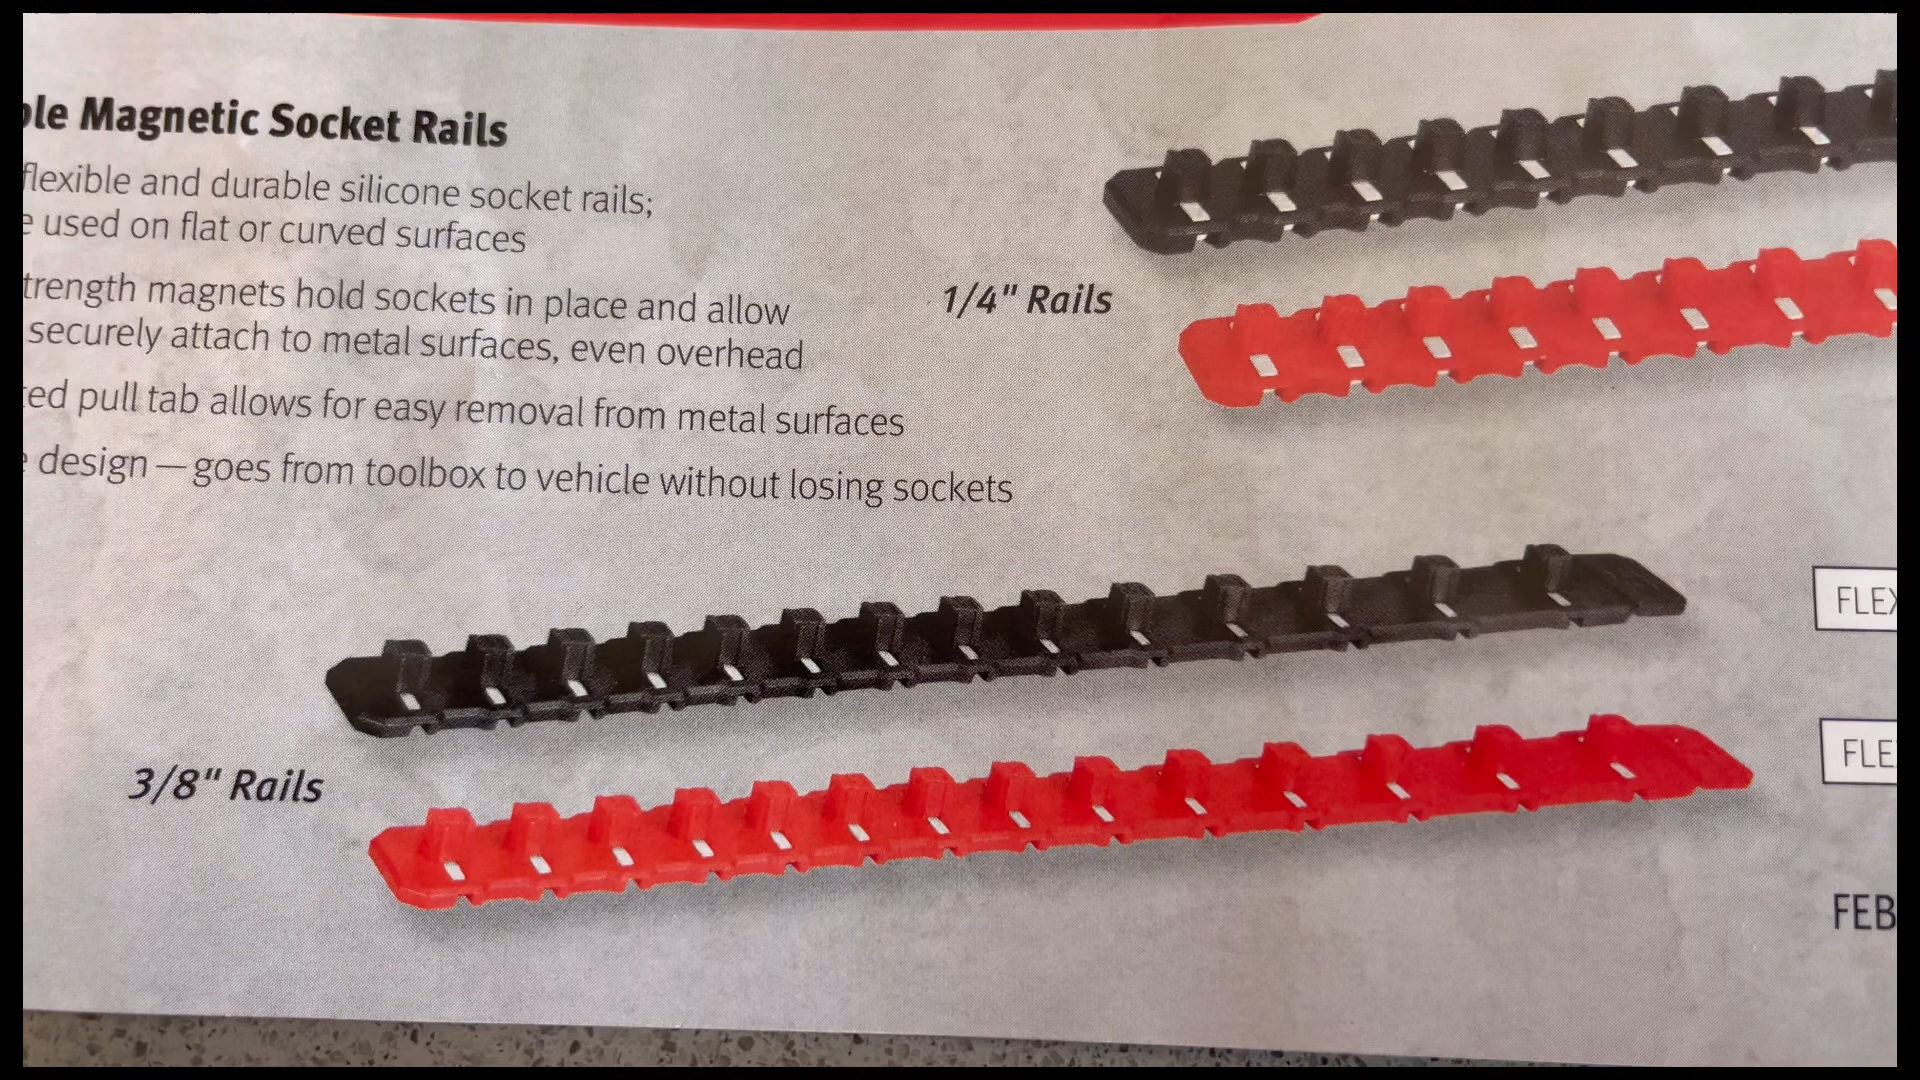 ble Magnetic Socket Rails
flexible and durable silicone socket rails;
e used on flat or curved surfaces
trength magnets hold sockets in place and allow
securely attach to metal surfaces, even overhead
ted pull tab allows for easy removal from metal surfaces
e design — goes from toolbox to vehicle without losing sockets
1/4" Rails
3/8" Rails
FLEX
FLE
FEB